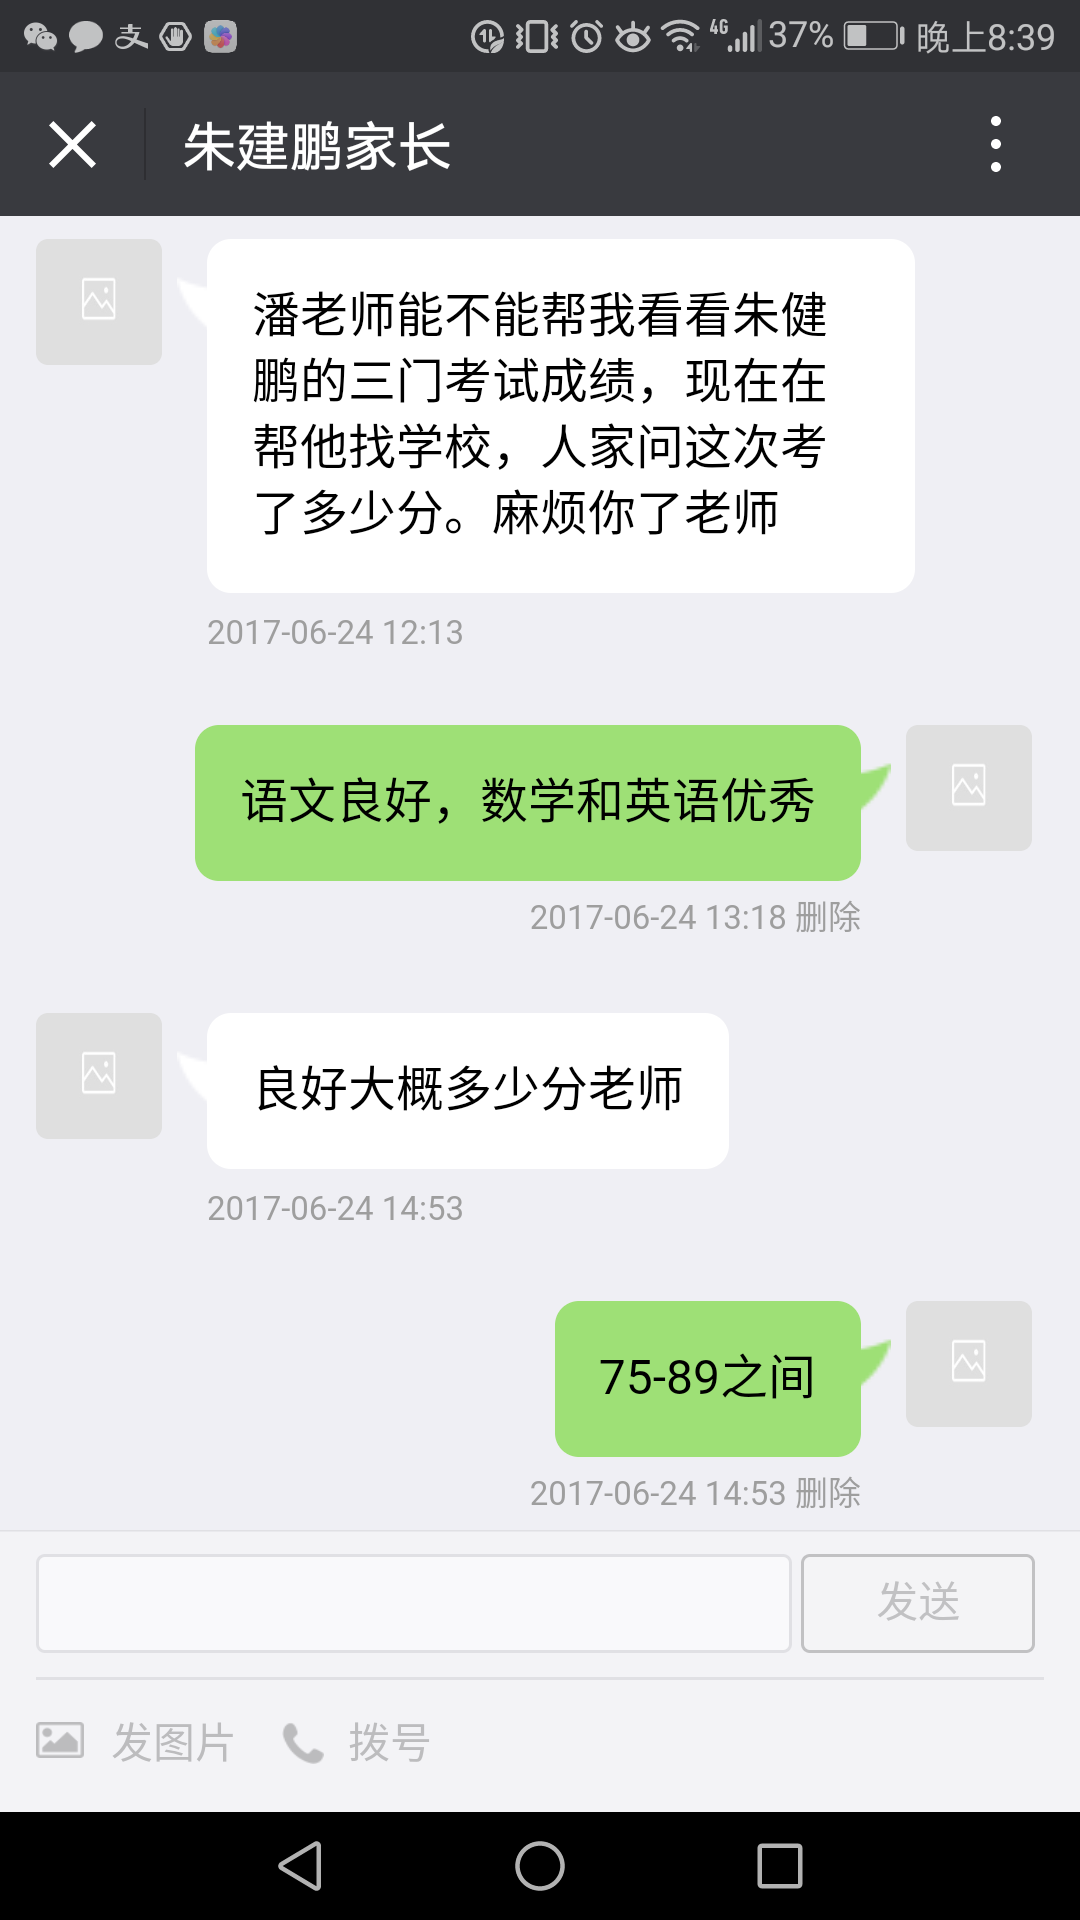 4G 37% 晚上8:39
朱建鹏家长
潘老师能不能帮我看看朱健
鹏的三门考试成绩，现在在
帮他找学校，人家问这次考
了多少分。麻烦你了老师
2017-06-24 12:13
语文良好，数学和英语优秀
2017-06-24 13:18 删除
良好大概多少分老师
2017-06-24 14:53
75-89之间
2017-06-24 14:53 删除
发送
发图片 拨号